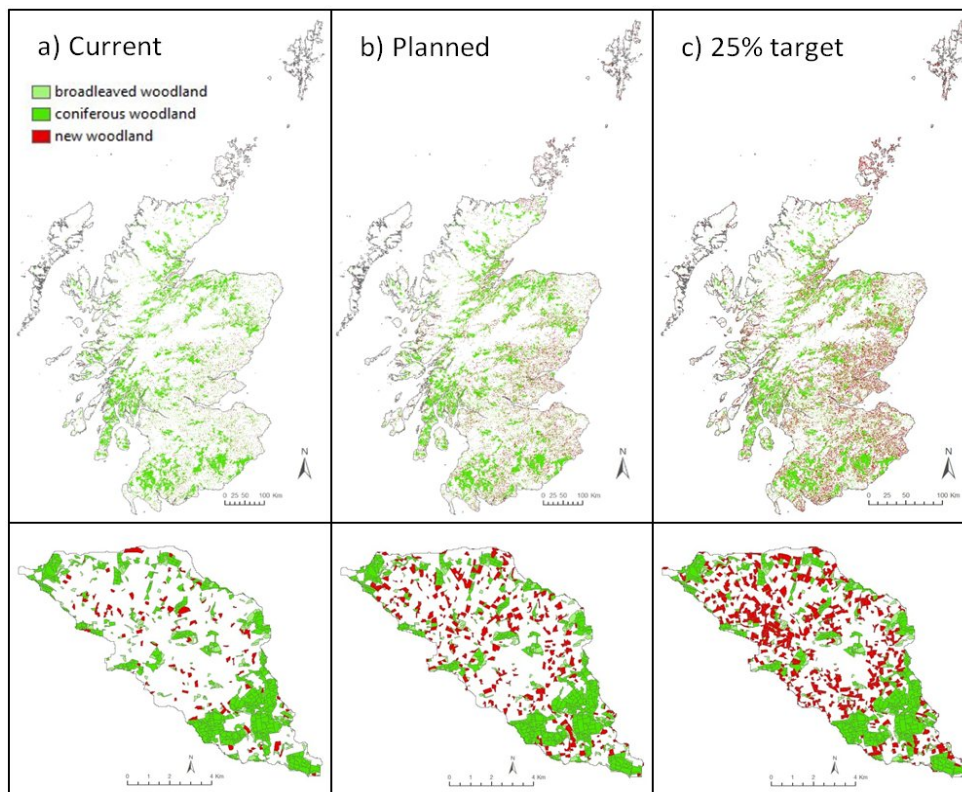 a) Current
b) Planned
c) 25% target
broadleaved woodland
coniferous woodland
new woodland
N
N
N
0 25 50 100 Km
0 25 50 100 Km
0 50 100 Km
N
N
N
0 1 2 4 Km
0 1 2 4 Km
0 1 2 4 Km